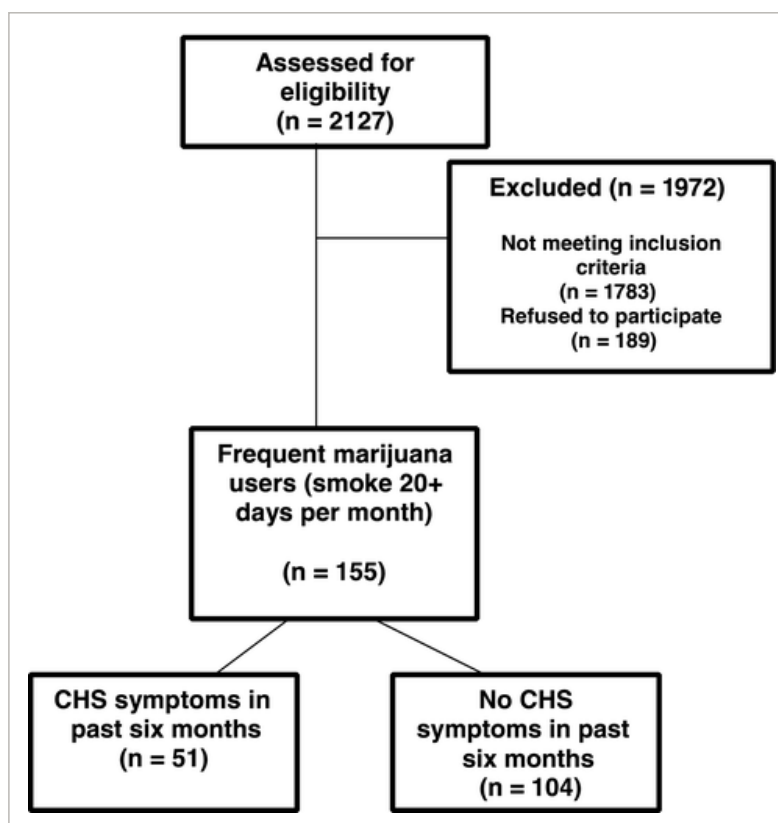 Assessed for
eligibility
(n = 2127)
Excluded (n = 1972)
Not meeting inclusion
criteria
(n = 1783)
Refused to participate
(n = 189)
Frequent marijuana
users (smoke 20+
days per month)
(n = 155)
CHS symptoms in
past six months
(n = 51)
No CHS
symptoms in past
six months
(n = 104)